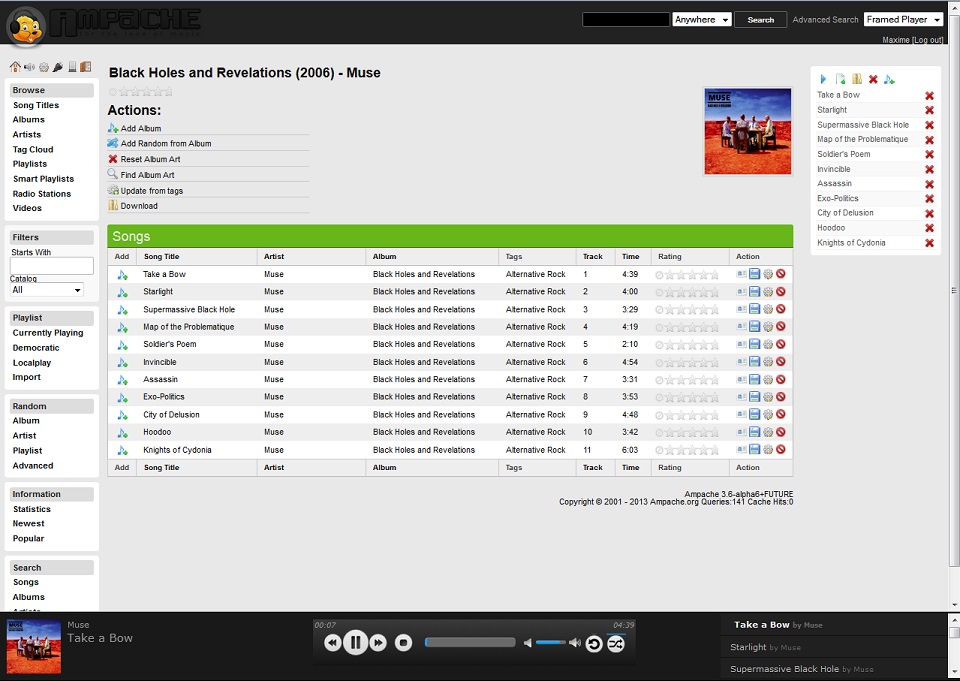 AMPACHE
Anywhere Search Advanced Search Framed Player
Maxime [Log out]
Browse
Song Titles
Albums
Artists
Tag Cloud
Playlists
Smart Playlists
Radio Stations
Videos
Filters
Starts With
Catalog
All
Playlist
Currently Playing
Democratic
Localplay
Import
Random
Album
Artist
Playlist
Advanced
Information
Statistics
Newest
Popular
Search
Songs
Albums
Artists
Black Holes and Revelations (2006) - Muse
Actions:
Add Album
Add Random from Album
Reset Album Art
Find Album Art
Update from tags
Download
MUSE
Songs
Add Song Title Artist Album Tags Track Time Rating Action
Take a Bow Muse Black Holes and Revelations Alternative Rock 1 4:39
Starlight Muse Black Holes and Revelations Alternative Rock 2 4:00
Supermassive Black Hole Muse Black Holes and Revelations Alternative Rock 3 3:29
Map of the Problematique Muse Black Holes and Revelations Alternative Rock 4 4:19
Soldier's Poem Muse Black Holes and Revelations Alternative Rock 5 2:10
Invincible Muse Black Holes and Revelations Alternative Rock 6 4:54
Assassin Muse Black Holes and Revelations Alternative Rock 7 3:31
Exo-Politics Muse Black Holes and Revelations Alternative Rock 8 3:53
City of Delusion Muse Black Holes and Revelations Alternative Rock 9 4:48
Hoodoo Muse Black Holes and Revelations Alternative Rock 10 3:42
Knights of Cydonia Muse Black Holes and Revelations Alternative Rock 11 6:03
Add Song Title Artist Album Tags Track Time Rating Action
Ampache 3.6-alpha6+FUTURE
Copyright © 2001 - 2013 Ampache.org Queries:141 Cache Hits:0
Take a Bow
Starlight
Supermassive Black Hole
Map of the Problematique
Soldier's Poem
Invincible
Assassin
Exo-Politics
City of Delusion
Hoodoo
Knights of Cydonia
Muse
Take a Bow
00:07 04:39
Take a Bow by Muse
Starlight by Muse
Supermassive Black Hole by Muse